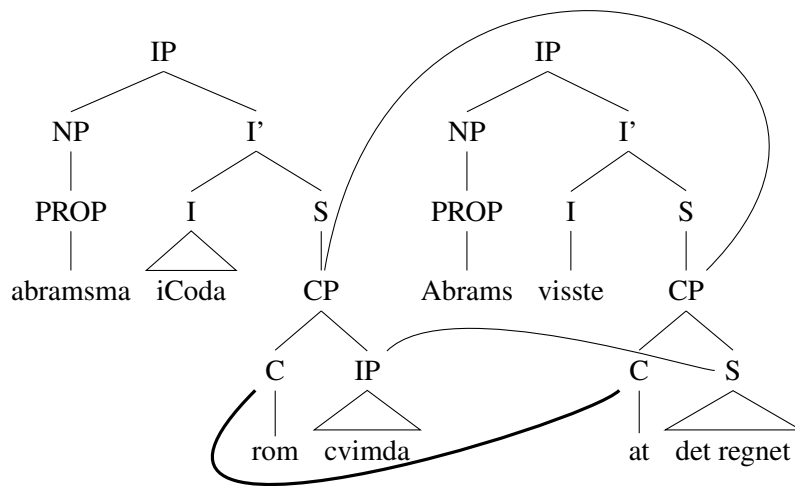 IP IP
NP I’ NP I’
PROP I S PROP I S
abramsma iCoda CP Abrams visste CP
C IP C S
rom cvimda at det regnet